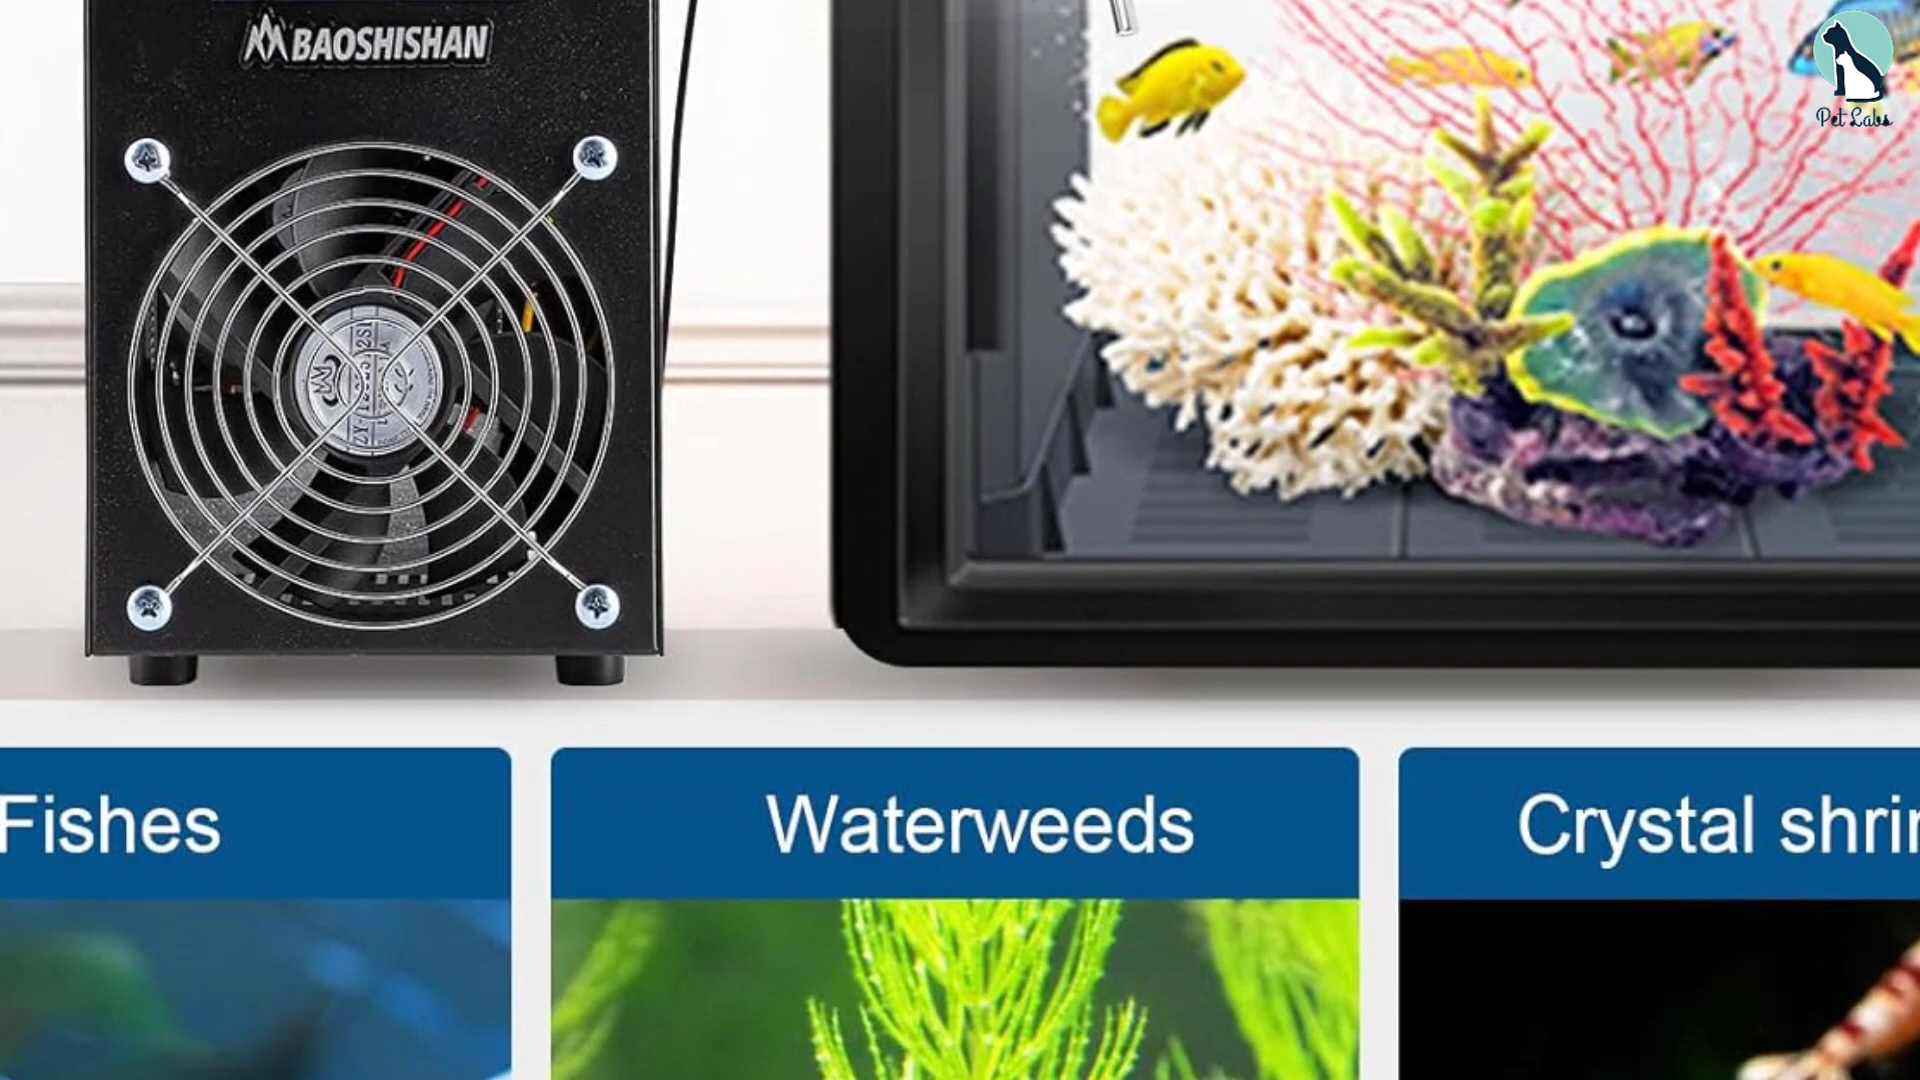 BAOSHISHAN
Pet Labs
Fishes
Waterweeds
Crystal shri